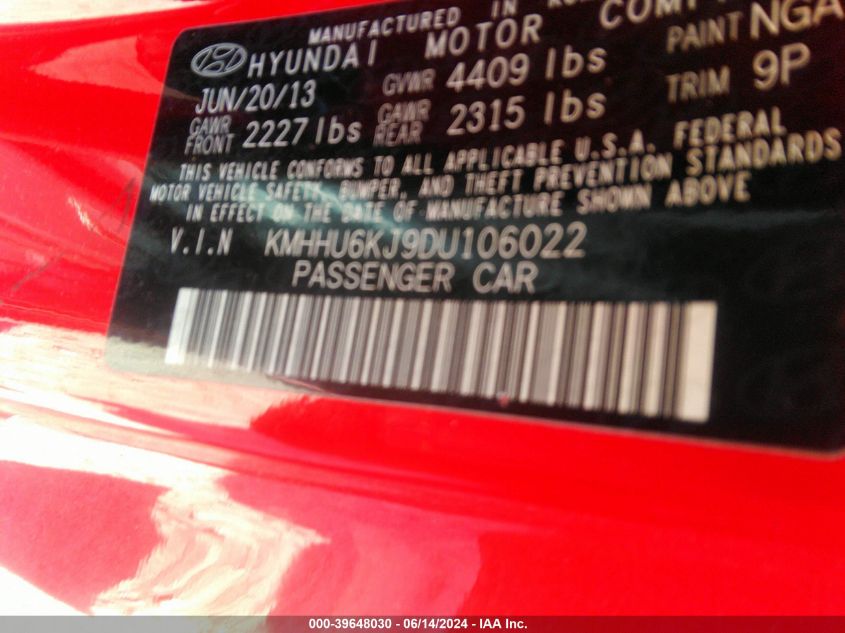 MANUFACTURED IN
HYUNDAI MOTOR
JUN/20/13 GVWR 4409 lbs PAINT NGA
GAWR FRONT 2227 lbs GAWR REAR 2315 lbs TRIM 9P
THIS VEHICLE CONFORMS TO ALL APPLICABLE U.S.A. FEDERAL
MOTOR VEHICLE SAFETY, BUMPER, AND THEFT PREVENTION STANDARDS
IN EFFECT ON THE DATE OF MANUFACTURE SHOWN ABOVE
V.I.N KMHHU6KJ9DU106022
PASSENGER CAR
000-39648030 - 06/14/2024 - IAA Inc.